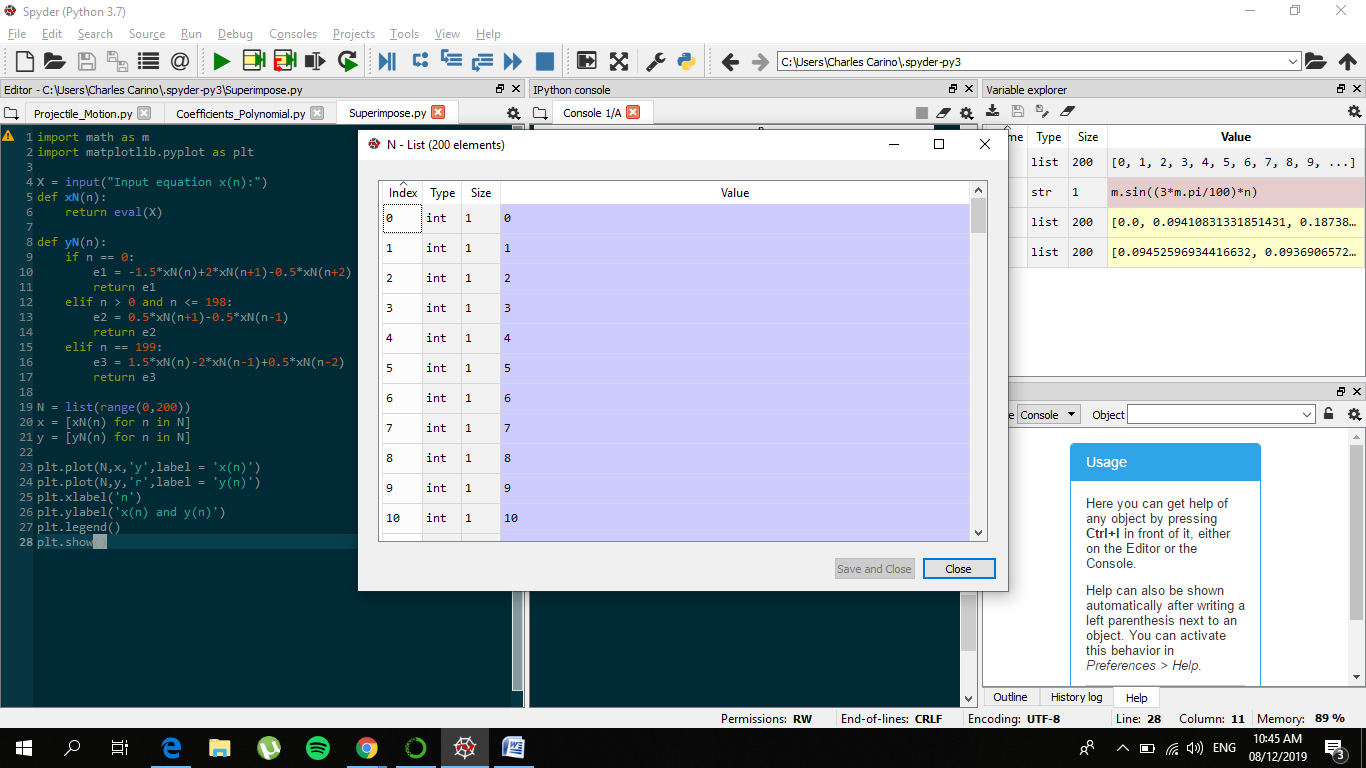 Spyder (Python 3.7)
File Edit Search Source Run Debug Consoles Projects Tools View Help
C:\Users\Charles Carino\.spyder-py3
Editor - C:\Users\Charles Carino\.spyder-py3\Superimpose.py
Projectile_Motion.py Coefficients_Polynomial.py Superimpose.py
1 import math as m
2 import matplotlib.pyplot as plt
3
4 X = input("Input equation x(n):")
5 def xN(n):
6     return eval(X)
7
8 def yN(n):
9     if n == 0:
10         e1 = -1.5*xN(n)+2*xN(n+1)-0.5*xN(n+2)
11         return e1
12     elif n > 0 and n <= 198:
13         e2 = 0.5*xN(n+1)-0.5*xN(n-1)
14         return e2
15     elif n == 199:
16         e3 = 1.5*xN(n)-2*xN(n-1)+0.5*xN(n-2)
17         return e3
18
19 N = list(range(0,200))
20 x = [xN(n) for n in N]
21 y = [yN(n) for n in N]
22
23 plt.plot(N,x,'y',label = 'x(n)')
24 plt.plot(N,y,'r',label = 'y(n)')
25 plt.xlabel('n')
26 plt.ylabel('x(n) and y(n)')
27 plt.legend()
28 plt.show()
IPython console
Console 1/A
N - List (200 elements)
Index Type Size Value
0 int 1 0
1 int 1 1
2 int 1 2
3 int 1 3
4 int 1 4
5 int 1 5
6 int 1 6
7 int 1 7
8 int 1 8
9 int 1 9
10 int 1 10
Save and Close Close
Variable explorer
me Type Size Value
list 200 [0, 1, 2, 3, 4, 5, 6, 7, 8, 9, ...]
str 1 m.sin((3*m.pi/100)*n)
list 200 [0.0, 0.09410831331851431, 0.18738…
list 200 [0.09452596934416632, 0.0936906572…
e Console Object
Usage
Here you can get help of
any object by pressing
Ctrl+I in front of it, either
on the Editor or the
Console.
Help can also be shown
automatically after writing a
left parenthesis next to an
object. You can activate
this behavior in
Preferences > Help.
Outline History log Help
Permissions: RW End-of-lines: CRLF Encoding: UTF-8 Line: 28 Column: 11 Memory: 89 %
ENG
10:45 AM
08/12/2019
3